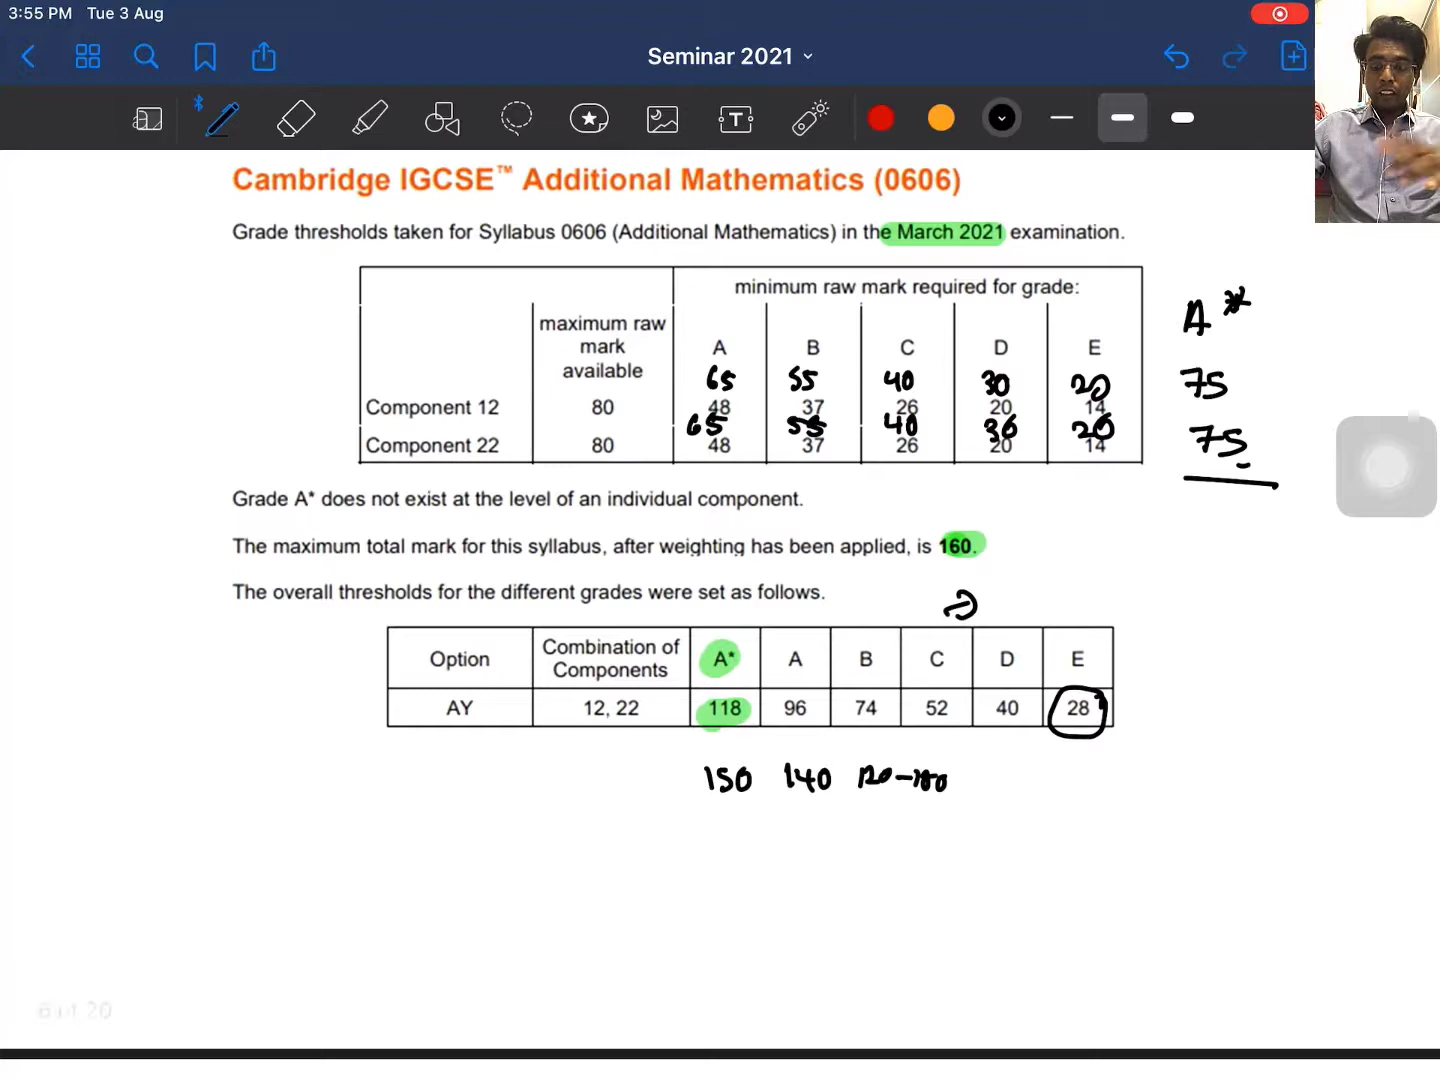 3:55 PM Tue 3 Aug
Seminar 2021
T
Cambridge IGCSE™ Additional Mathematics (0606)
Grade thresholds taken for Syllabus 0606 (Additional Mathematics) in the March 2021 examination.
minimum raw mark required for grade:
maximum raw mark available A B C D E
A*
65 55 40 30 20 75
Component 12 80 48 37 26 20 14
65 55 40 30 20 75
Component 22 80 48 37 26 20 14
Grade A* does not exist at the level of an individual component.
The maximum total mark for this syllabus, after weighting has been applied, is 160.
The overall thresholds for the different grades were set as follows.
Option Combination of Components A* A B C D E
AY 12, 22 118 96 74 52 40 28
150 140 120-
6 of 20